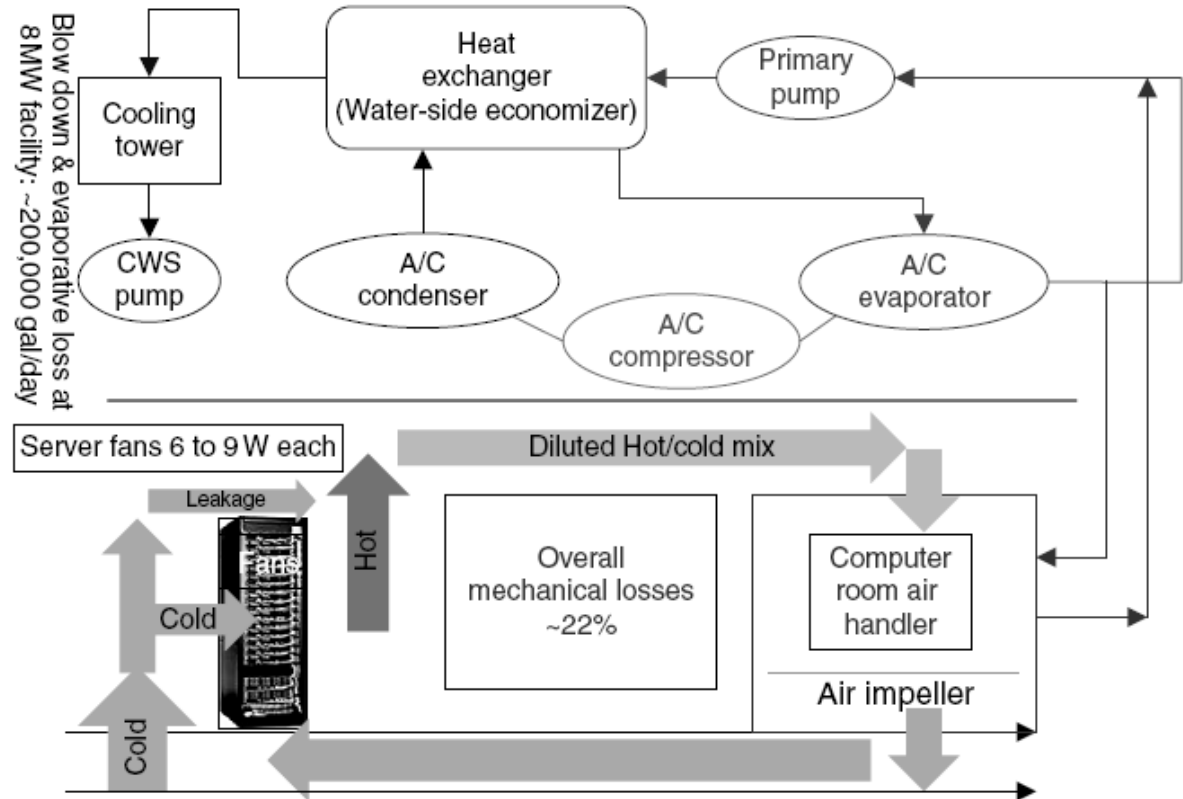 Blow down & evaporative loss at
8 MW facility: ~200,000 gal/day
Cooling
tower
CWS
pump
Heat
exchanger
(Water-side economizer)
Primary
pump
A/C
condenser
A/C
compressor
A/C
evaporator
Server fans 6 to 9 W each
Diluted Hot/cold mix
Leakage
Fans
Hot
Cold
Cold
Overall
mechanical losses
~22%
Computer
room air
handler
Air impeller